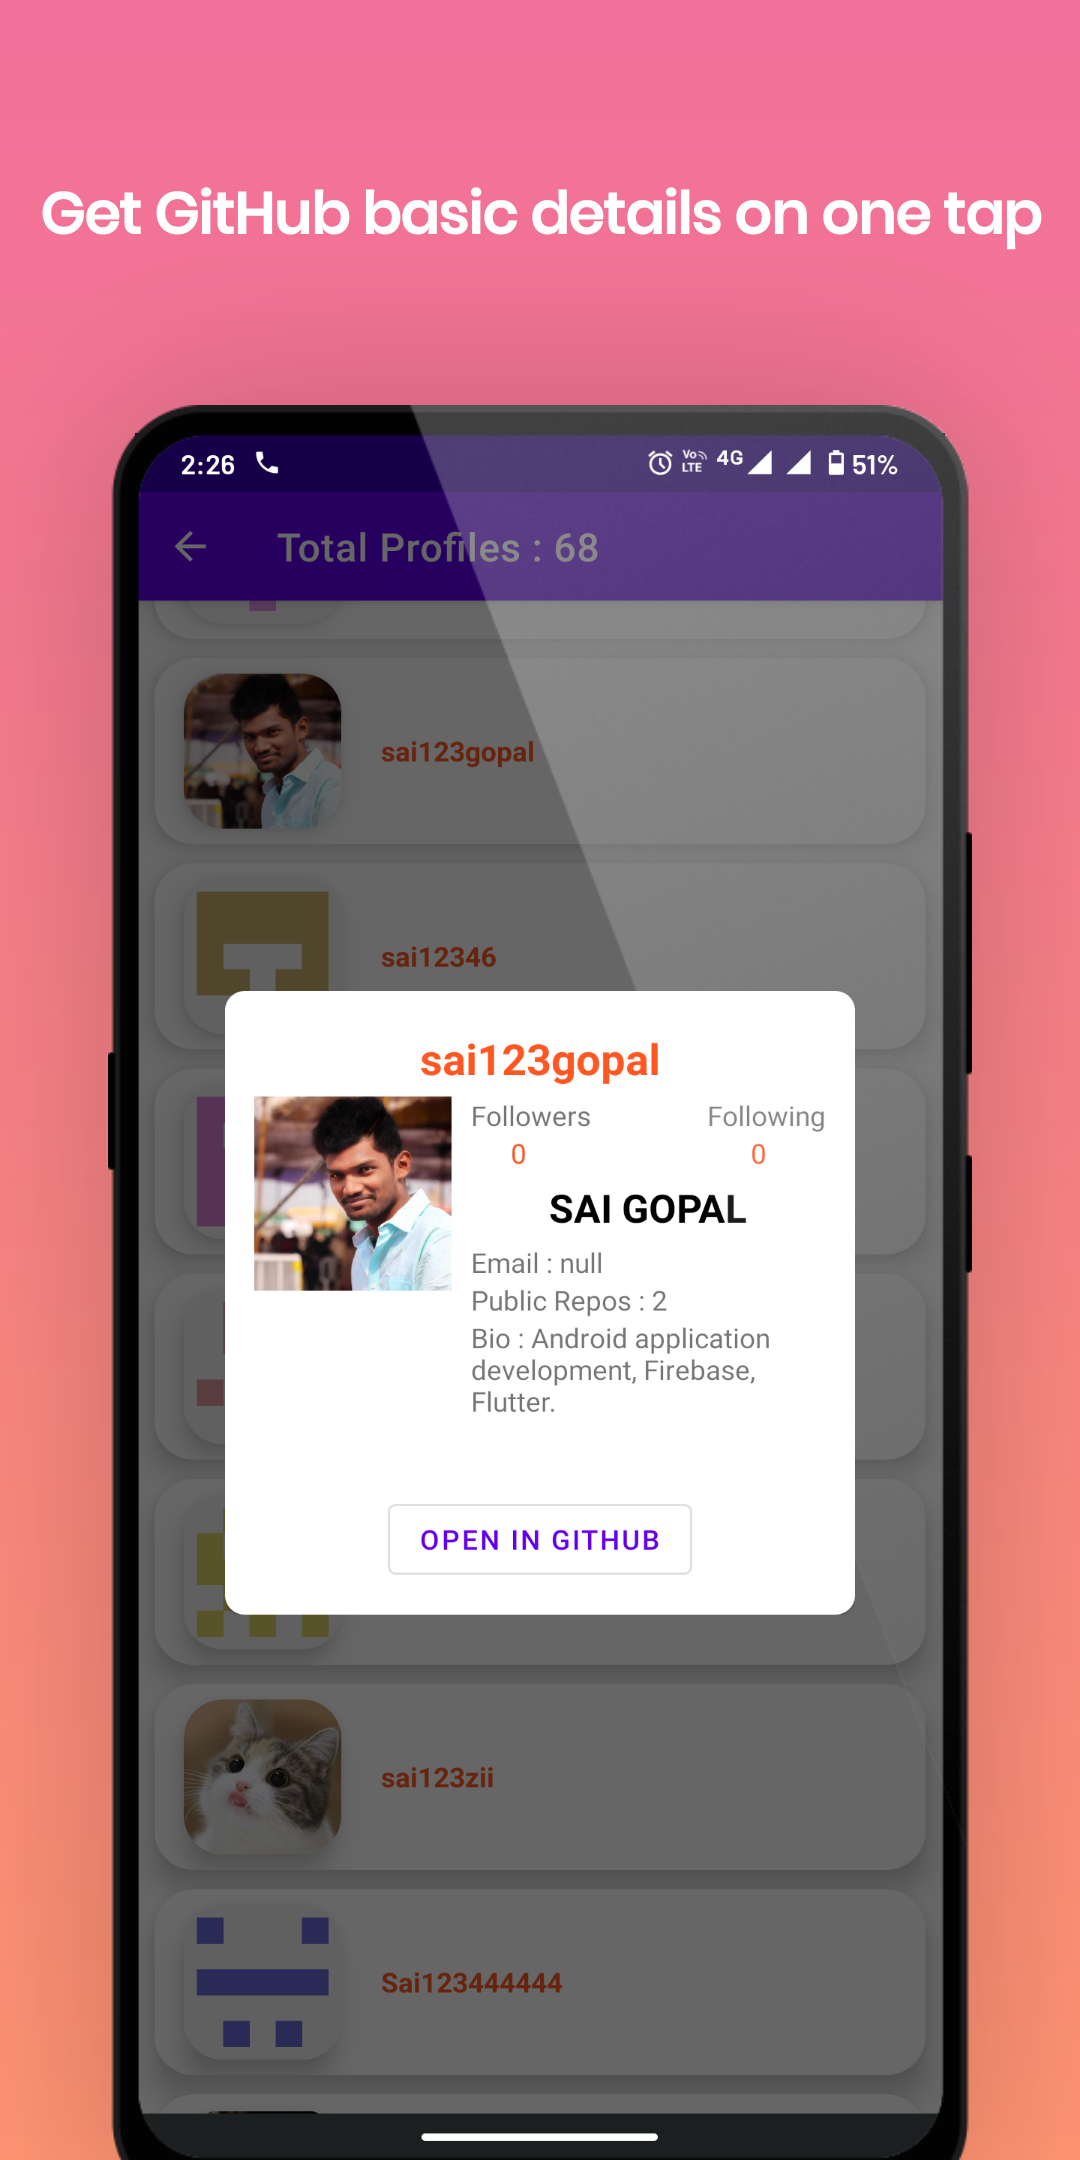 Get GitHub basic details on one tap
2:26 Vo LTE 4G 51%
Total Profiles : 68
sai123gopal
sai12346
sai123gopal
Followers Following
0 0
SAI GOPAL
Email : null
Public Repos : 2
Bio : Android application
development, Firebase,
Flutter.
OPEN IN GITHUB
sai123zii
Sai123444444